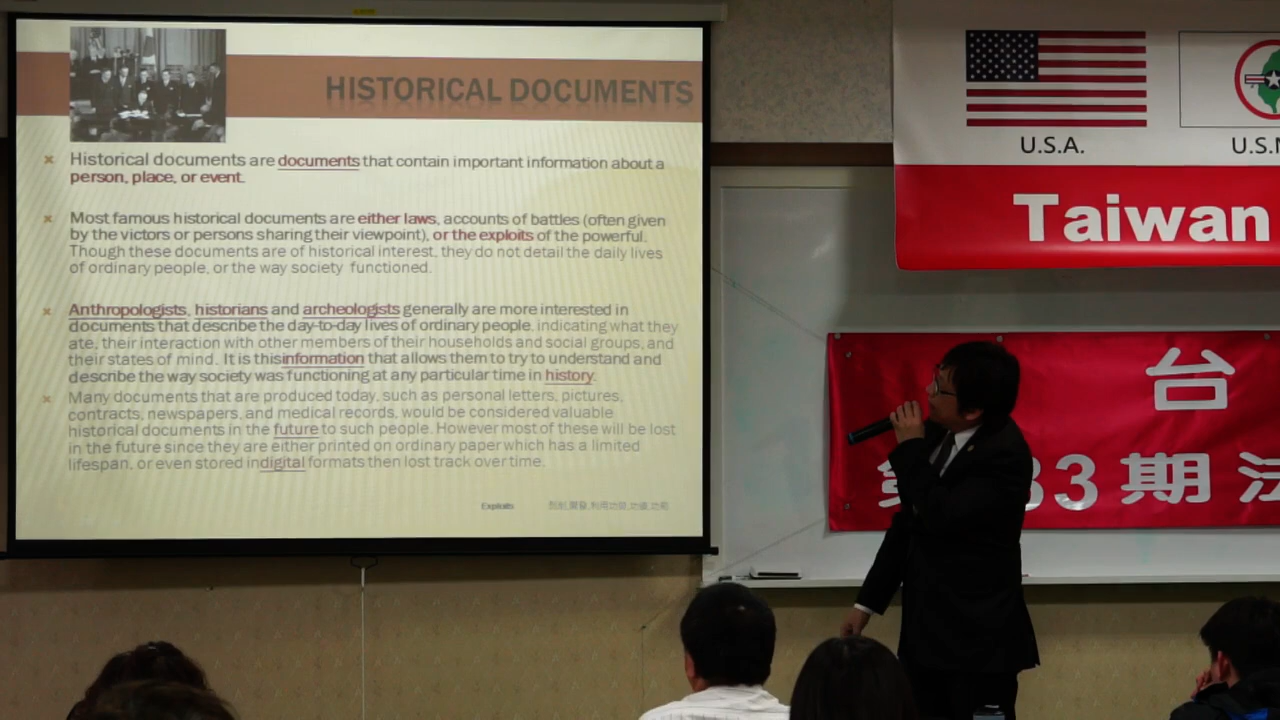 HISTORICAL DOCUMENTS
Historical documents are documents that contain important information about a
person, place, or event.
Most famous historical documents are either laws, accounts of battles (often given
by the victors or persons sharing their viewpoint), or the exploits of the powerful.
Though these documents are of historical interest, they do not detail the daily lives
of ordinary people, or the way society functioned.
Anthropologists, historians and archeologists generally are more interested in
documents that describe the day-to-day lives of ordinary people, indicating what they
ate, their interaction with other members of their households and social groups, and
their states of mind. It is this information that allows them to try to understand and
describe the way society was functioning at any particular time in history.
Many documents that are produced today, such as personal letters, pictures,
contracts, newspapers, and medical records, would be considered valuable
historical documents in the future to such people. However most of these will be lost
in the future since they are either printed on ordinary paper which has a limited
lifespan, or even stored in digital formats then lost track over time.
Exploits
U.S.A.
U.S.
Taiwan
台
83 期 法